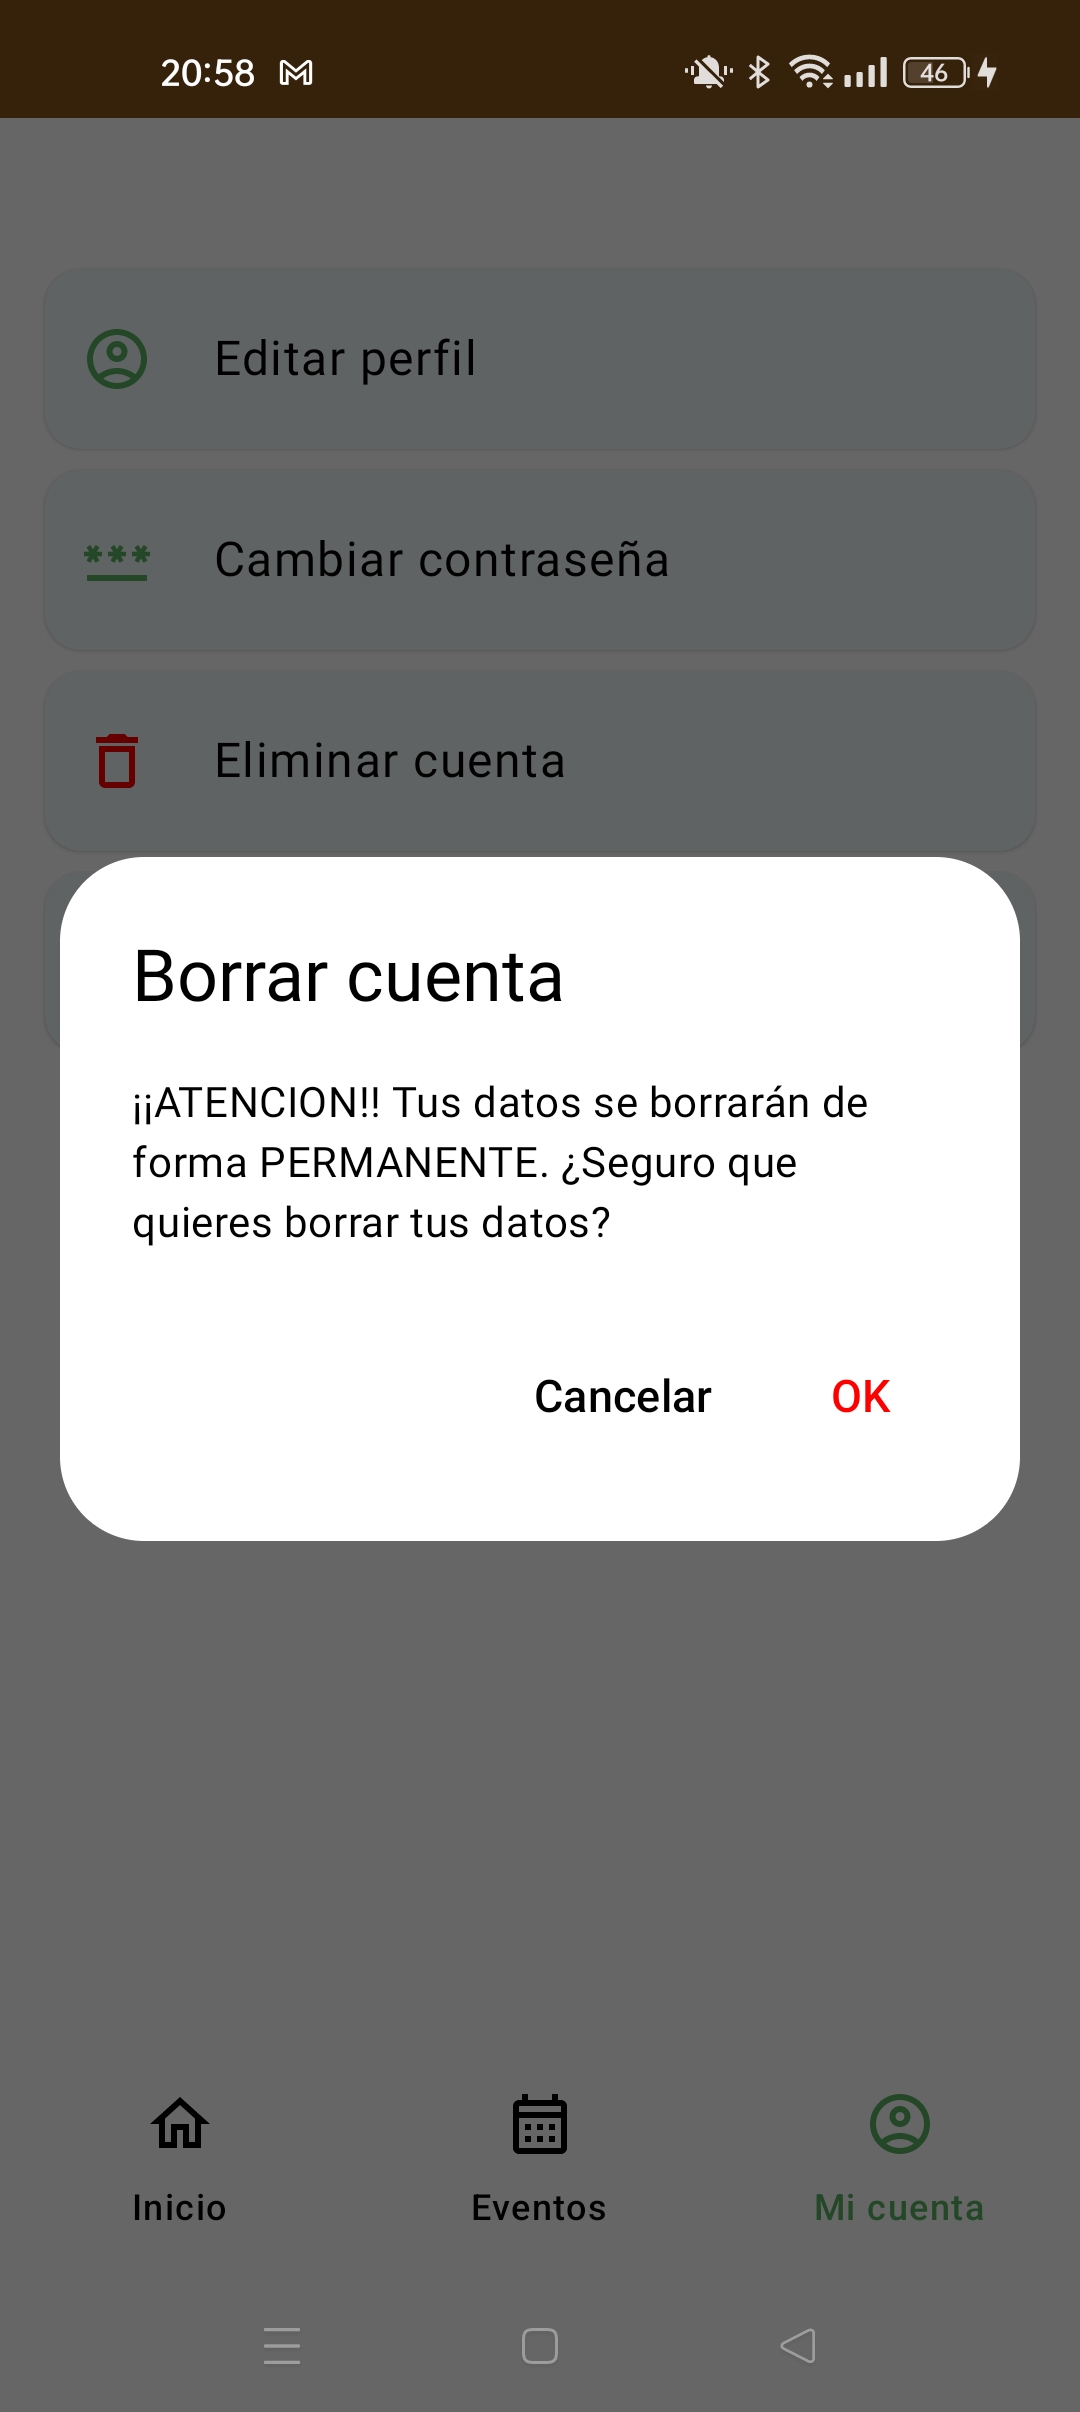 20:58
46
Editar perfil
Cambiar contraseña
Eliminar cuenta
Borrar cuenta
¡¡ATENCION!! Tus datos se borrarán de
forma PERMANENTE. ¿Seguro que
quieres borrar tus datos?
Cancelar
OK
Inicio
Eventos
Mi cuenta